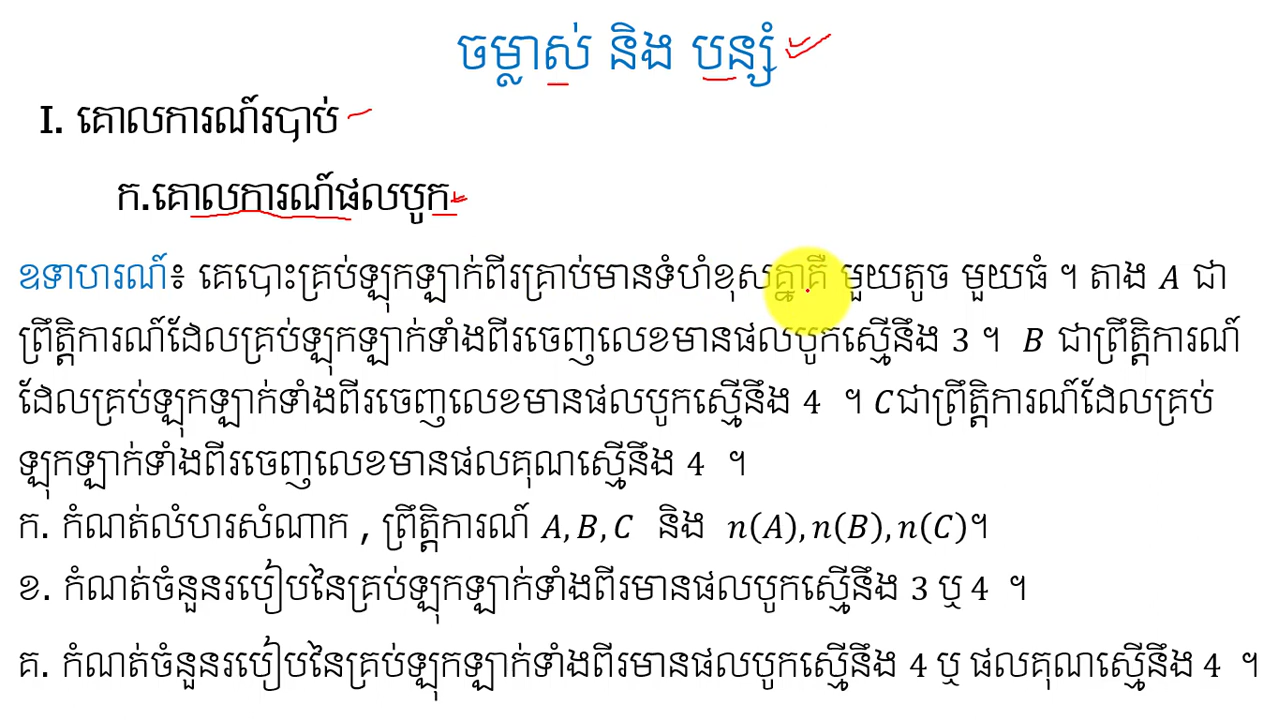 ចម្លាស់ និង បន្សំ
I. គោលការណ៍របាប់
ក.គោលការណ៍ផលបូក
ឧទាហរណ៍៖ គេបោះគ្រប់ឡុកឡាក់ពីរគ្រាប់មានទំហំខុសគ្នាគឺ មួយតូច មួយធំ ។ តាង A ជា
ព្រឹត្តិការណ៍ដែលគ្រប់ឡុកឡាក់ទាំងពីរចេញលេខមានផលបូកស្មើនឹង 3 ។ B ជាព្រឹត្តិការណ៍
ដែលគ្រប់ឡុកឡាក់ទាំងពីរចេញលេខមានផលបូកស្មើនឹង 4 ។ Cជាព្រឹត្តិការណ៍ដែលគ្រប់
ឡុកឡាក់ទាំងពីរចេញលេខមានផលគុណស្មើនឹង 4 ។
ក. កំណត់លំហរសំណាក , ព្រឹត្តិការណ៍ A, B, C និង n(A), n(B), n(C)។
ខ. កំណត់ចំនួនរបៀបនៃគ្រប់ឡុកឡាក់ទាំងពីរមានផលបូកស្មើនឹង 3 ឬ 4 ។
គ. កំណត់ចំនួនរបៀបនៃគ្រប់ឡុកឡាក់ទាំងពីរមានផលបូកស្មើនឹង 4 ឬ ផលគុណស្មើនឹង 4 ។